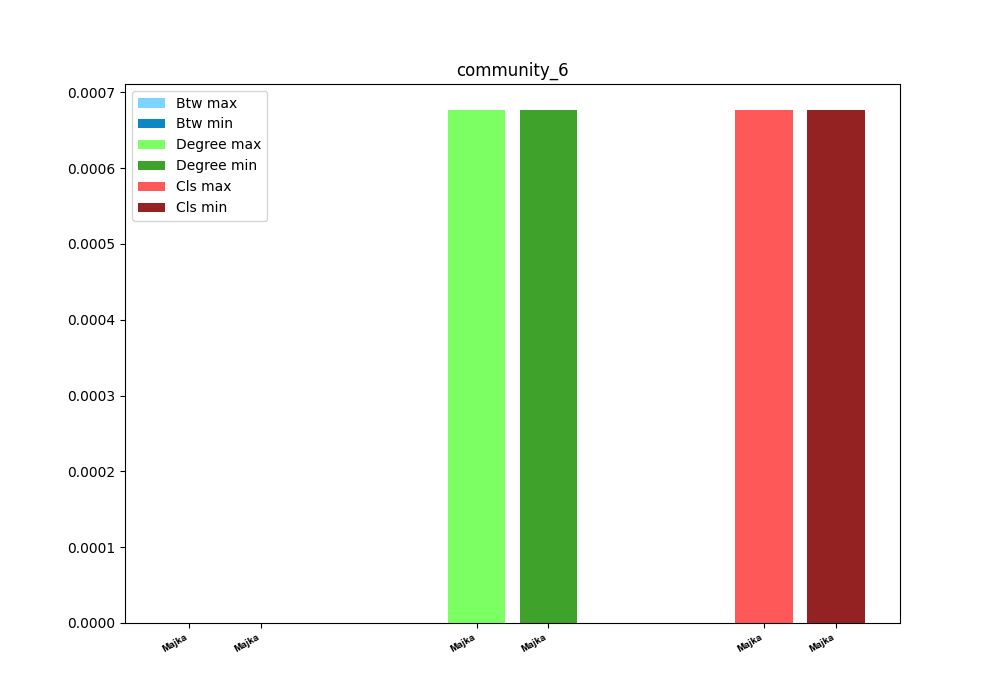 community_6
0.0007
0.0006
0.0005
0.0004
0.0003
0.0002
0.0001
0.0000
Btw max
Btw min
Degree max
Degree min
Cls max
Cls min
Majka
Majka
Majka
Majka
Majka
Majka